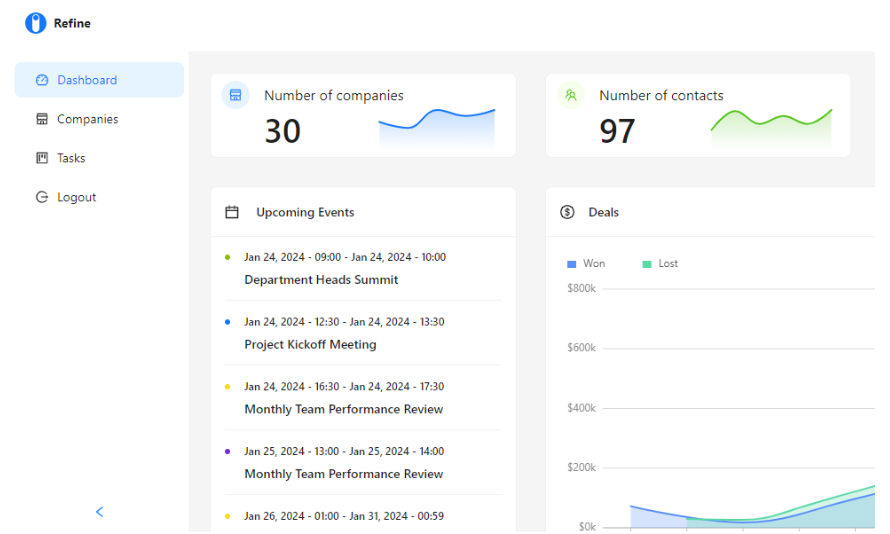 Refine
Dashboard
Companies
Tasks
Logout
Number of companies
30
Number of contacts
97
Upcoming Events
Jan 24, 2024 - 09:00 - Jan 24, 2024 - 10:00
Department Heads Summit
Jan 24, 2024 - 12:30 - Jan 24, 2024 - 13:30
Project Kickoff Meeting
Jan 24, 2024 - 16:30 - Jan 24, 2024 - 17:30
Monthly Team Performance Review
Jan 25, 2024 - 13:00 - Jan 25, 2024 - 14:00
Monthly Team Performance Review
Jan 26, 2024 - 01:00 - Jan 31, 2024 - 00:59
Deals
Won Lost
$800k
$600k
$400k
$200k
$0k